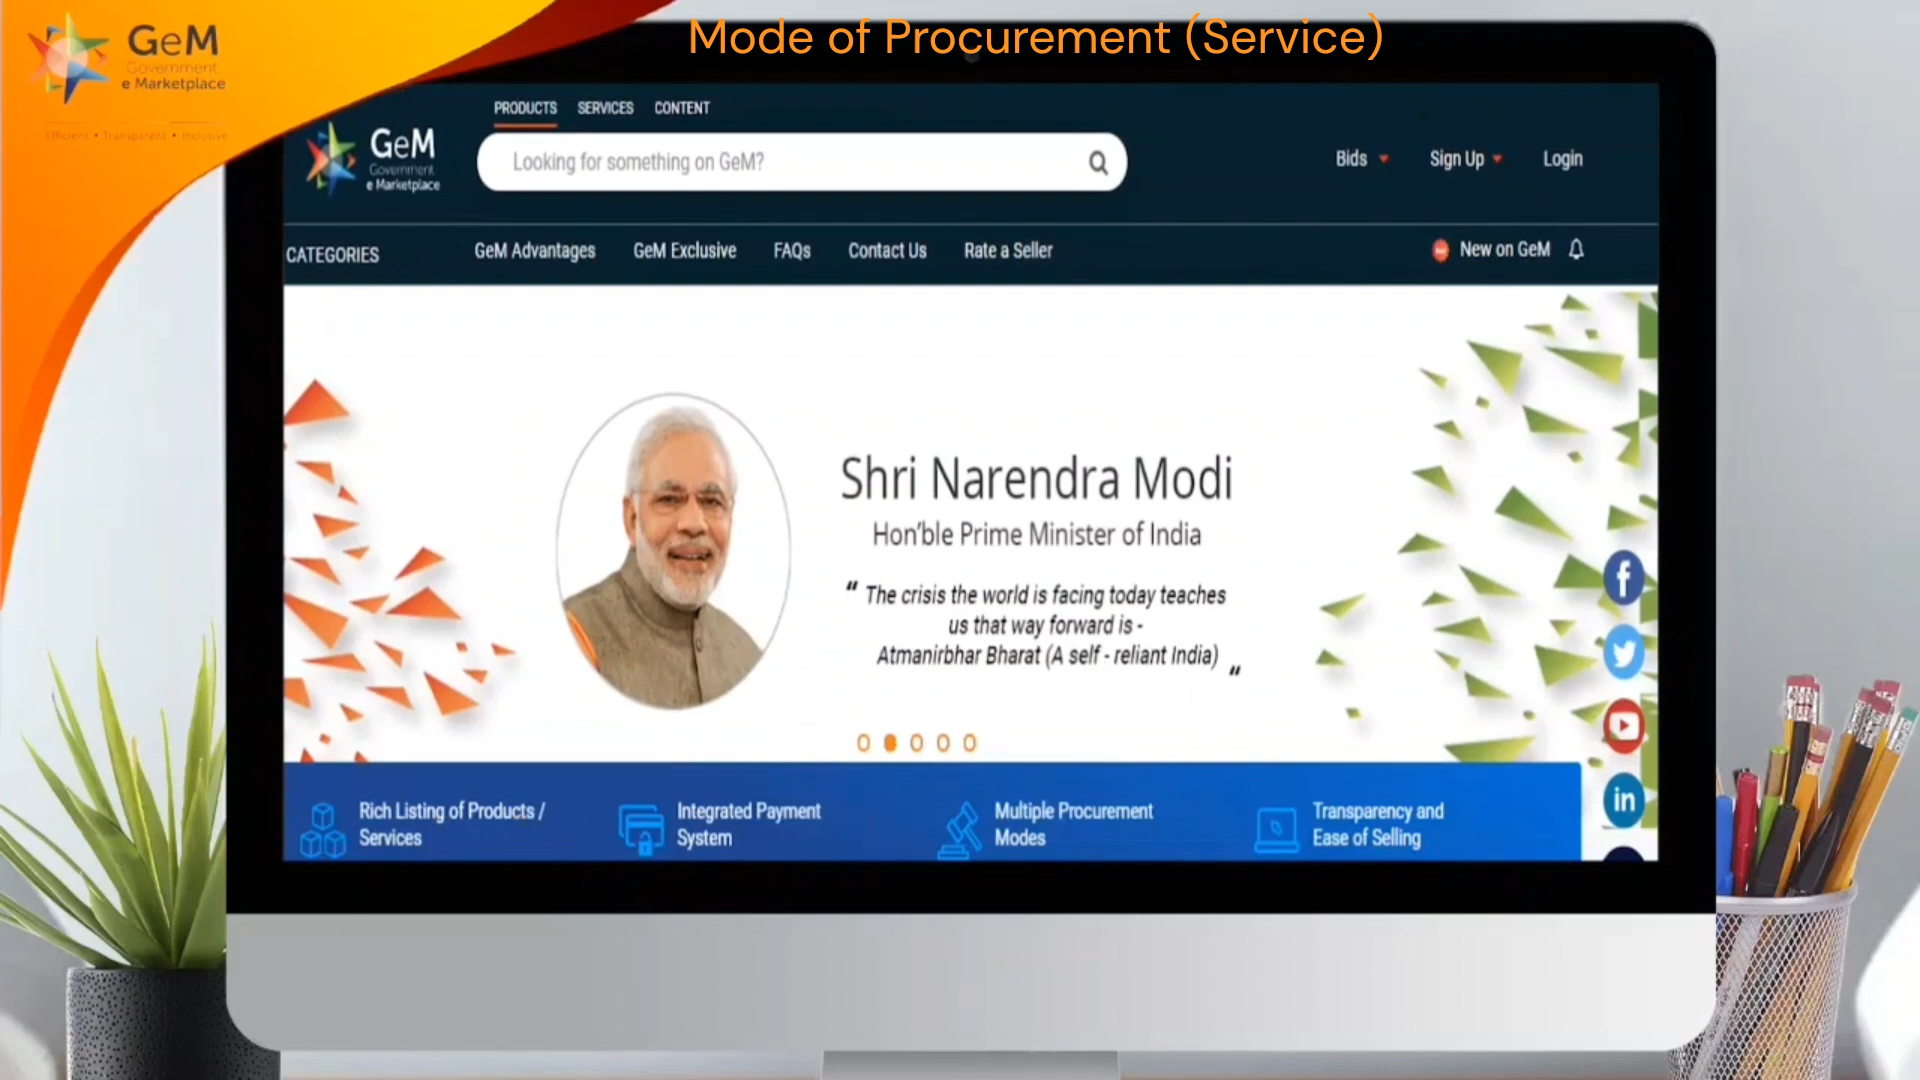 Mode of Procurement (Service)
GeM
Government
e Marketplace
Efficient • Transparent • Inclusive
PRODUCTS SERVICES CONTENT
GeM
Government
e Marketplace
Looking for something on GeM?
Bids Sign Up Login
CATEGORIES GeM Advantages GeM Exclusive FAQs Contact Us Rate a Seller New on GeM
Shri Narendra Modi
Hon'ble Prime Minister of India
“ The crisis the world is facing today teaches
us that way forward is -
Atmanirbhar Bharat (A self - reliant India) “
f
in
Rich Listing of Products /
Services
Integrated Payment
System
Multiple Procurement
Modes
Transparency and
Ease of Selling